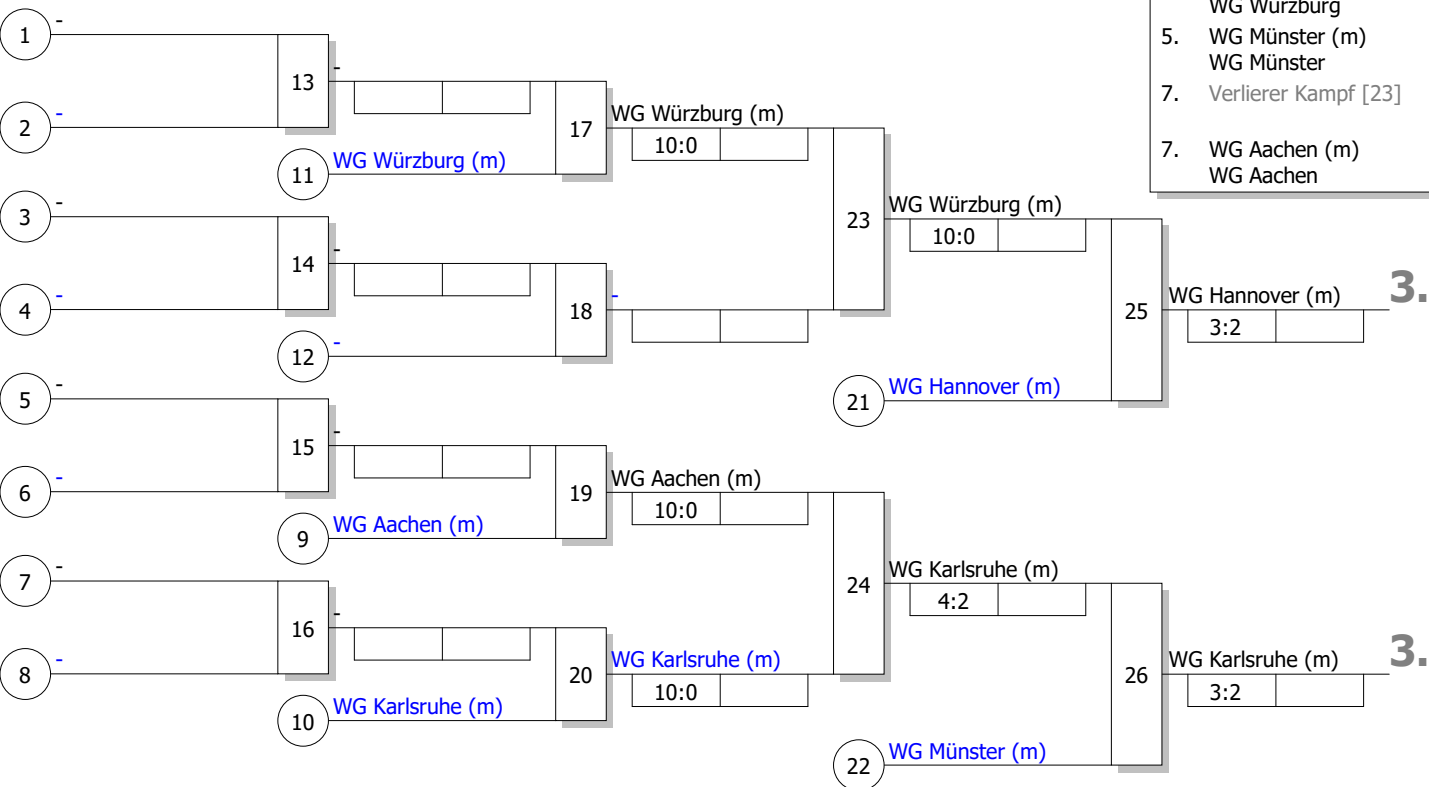 WG Würzburg
5. WG Münster (m)
WG Münster
7. Verlierer Kampf [23]
7. WG Aachen (m)
WG Aachen
1 -
13 -
2 -
17 WG Würzburg (m)
10:0
11 WG Würzburg (m)
3 -
23 WG Würzburg (m)
10:0
14 -
4 -
18 -
12 -
25 WG Hannover (m) 3.
3:2
5 -
21 WG Hannover (m)
15 -
6 -
19 WG Aachen (m)
10:0
9 WG Aachen (m)
7 -
24 WG Karlsruhe (m)
4:2
16 -
8 -
20 WG Karlsruhe (m)
10:0
10 WG Karlsruhe (m)
26 WG Karlsruhe (m) 3.
3:2
22 WG Münster (m)